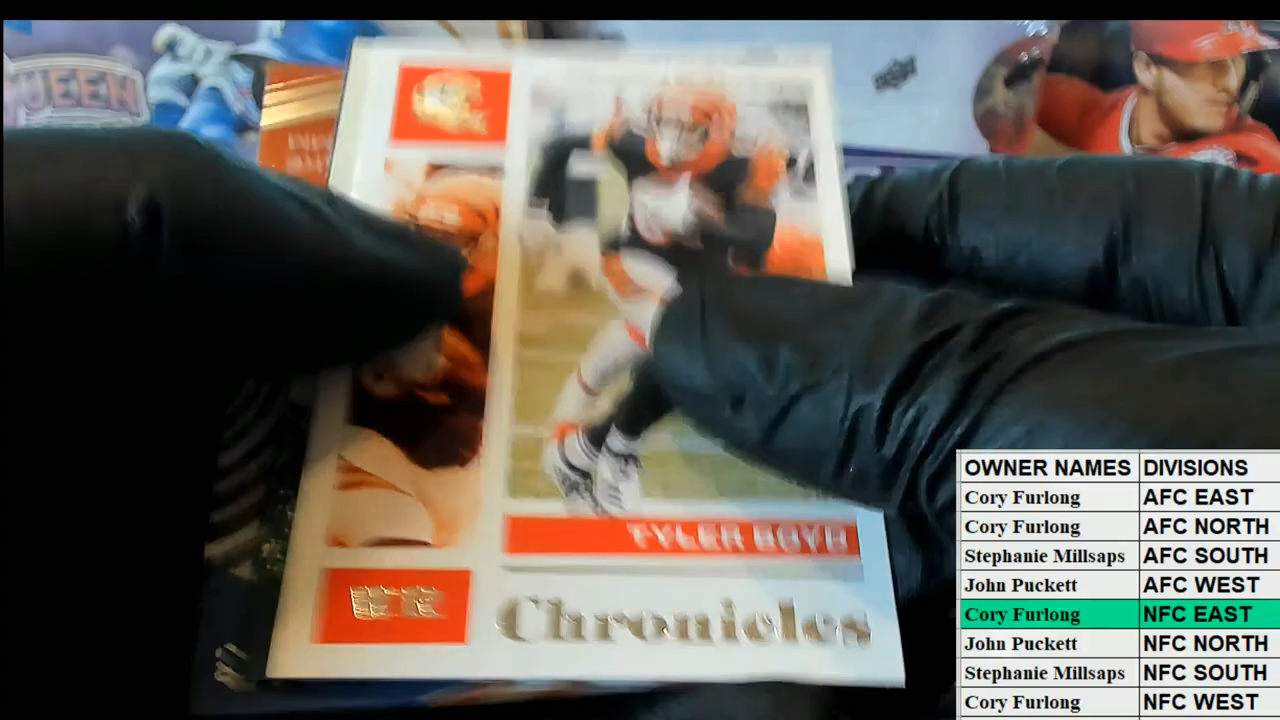 UEEN
TYLER BOYD
Chronicles
OWNER NAMES DIVISIONS
Cory Furlong AFC EAST
Cory Furlong AFC NORTH
Stephanie Millsaps AFC SOUTH
John Puckett AFC WEST
Cory Furlong NFC EAST
John Puckett NFC NORTH
Stephanie Millsaps NFC SOUTH
Cory Furlong NFC WEST